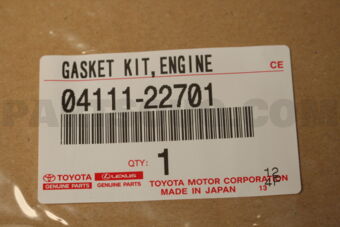 GASKET KIT, ENGINE
CE
04111-22701
QTY: 1
TOYOTA
GENUINE PARTS
LEXUS
GENUINE PARTS
TOYOTA MOTOR CORPORATION
MADE IN JAPAN 13